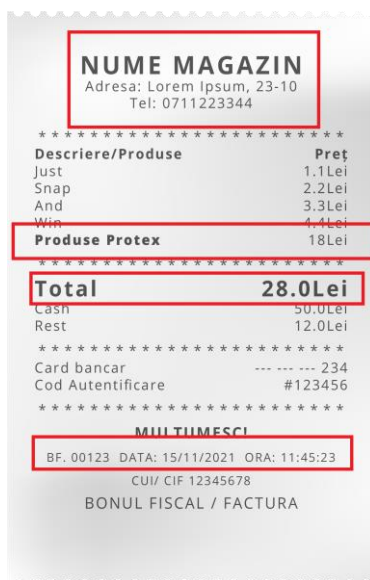 NUME MAGAZIN
Adresa: Lorem Ipsum, 23-10
Tel: 0711223344
* * * * * * * * * * * * * * * * * * * * * * * *
Descriere/Produse Preț
Just 1.1Lei
Snap 2.2Lei
And 3.3Lei
Win 4.4Lei
Produse Protex 18Lei
* * * * * * * * * * * * * * * * * * * * * * * *
Total 28.0Lei
Cash 50.0Lei
Rest 12.0Lei
* * * * * * * * * * * * * * * * * * * * * * * *
Card bancar --- --- --- 234
Cod Autentificare #123456
* * * * * * * * * * * * * * * * * * * * * * * *
MULTUMESC!
BF. 00123 DATA: 15/11/2021 ORA: 11:45:23
CUI/ CIF 12345678
BONUL FISCAL / FACTURA